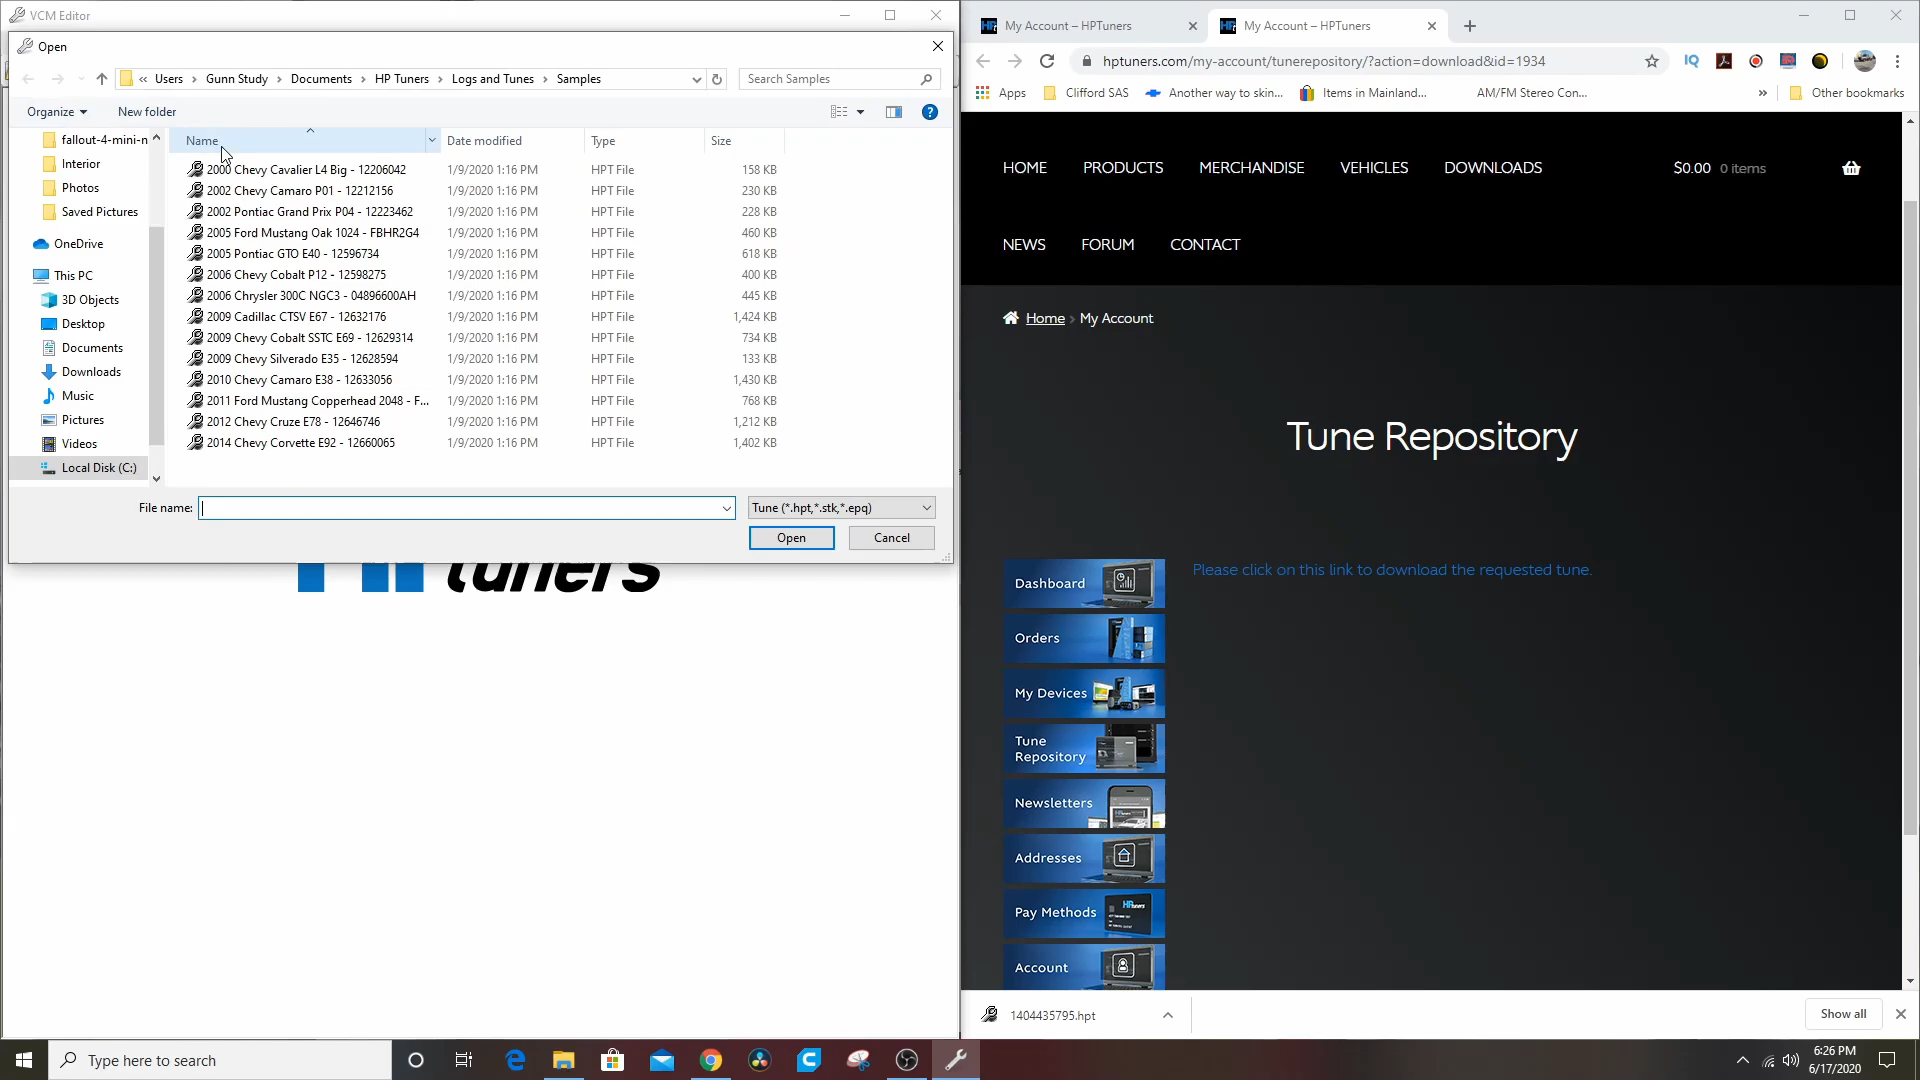 VCM Editor
Open
« Users > Gunn Study > Documents > HP Tuners > Logs and Tunes > Samples
Search Samples
Organize
New folder
Name
Date modified
Type
Size
fallout-4-mini-n
Interior
Photos
Saved Pictures
OneDrive
This PC
3D Objects
Desktop
Documents
Downloads
Music
Pictures
Videos
Local Disk (C:)
2000 Chevy Cavalier L4 Big - 12206042 1/9/2020 1:16 PM HPT File 158 KB
2002 Chevy Camaro P01 - 12212156 1/9/2020 1:16 PM HPT File 230 KB
2002 Pontiac Grand Prix P04 - 12223462 1/9/2020 1:16 PM HPT File 228 KB
2005 Ford Mustang Oak 1024 - FBHR2G4 1/9/2020 1:16 PM HPT File 460 KB
2005 Pontiac GTO E40 - 12596734 1/9/2020 1:16 PM HPT File 618 KB
2006 Chevy Cobalt P12 - 12598275 1/9/2020 1:16 PM HPT File 400 KB
2006 Chrysler 300C NGC3 - 04896600AH 1/9/2020 1:16 PM HPT File 445 KB
2009 Cadillac CTSV E67 - 12632176 1/9/2020 1:16 PM HPT File 1,424 KB
2009 Chevy Cobalt SSTC E69 - 12629314 1/9/2020 1:16 PM HPT File 734 KB
2009 Chevy Silverado E35 - 12628594 1/9/2020 1:16 PM HPT File 133 KB
2010 Chevy Camaro E38 - 12633056 1/9/2020 1:16 PM HPT File 1,430 KB
2011 Ford Mustang Copperhead 2048 - F... 1/9/2020 1:16 PM HPT File 768 KB
2012 Chevy Cruze E78 - 12646746 1/9/2020 1:16 PM HPT File 1,212 KB
2014 Chevy Corvette E92 - 12660065 1/9/2020 1:16 PM HPT File 1,402 KB
File name:
Tune (*.hpt,*.stk,*.epq)
Open
Cancel
tuners
My Account – HPTuners
My Account – HPTuners
hptuners.com/my-account/tunerepository/?action=download&id=1934
Apps
Clifford SAS
Another way to skin...
Items in Mainland...
AM/FM Stereo Con...
»
Other bookmarks
HOME
PRODUCTS
MERCHANDISE
VEHICLES
DOWNLOADS
$0.00 0 items
NEWS
FORUM
CONTACT
Home › My Account
Tune Repository
Please click on this link to download the requested tune.
Dashboard
Orders
My Devices
Tune
Repository
Newsletters
Addresses
Pay Methods
Account
1404435795.hpt
Show all
Type here to search
6:26 PM
6/17/2020